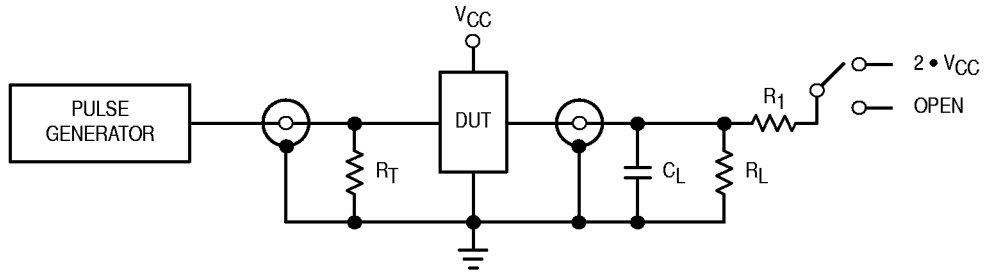 VCC
PULSE
GENERATOR
DUT
RT
CL
RL
R1
2 • VCC
OPEN